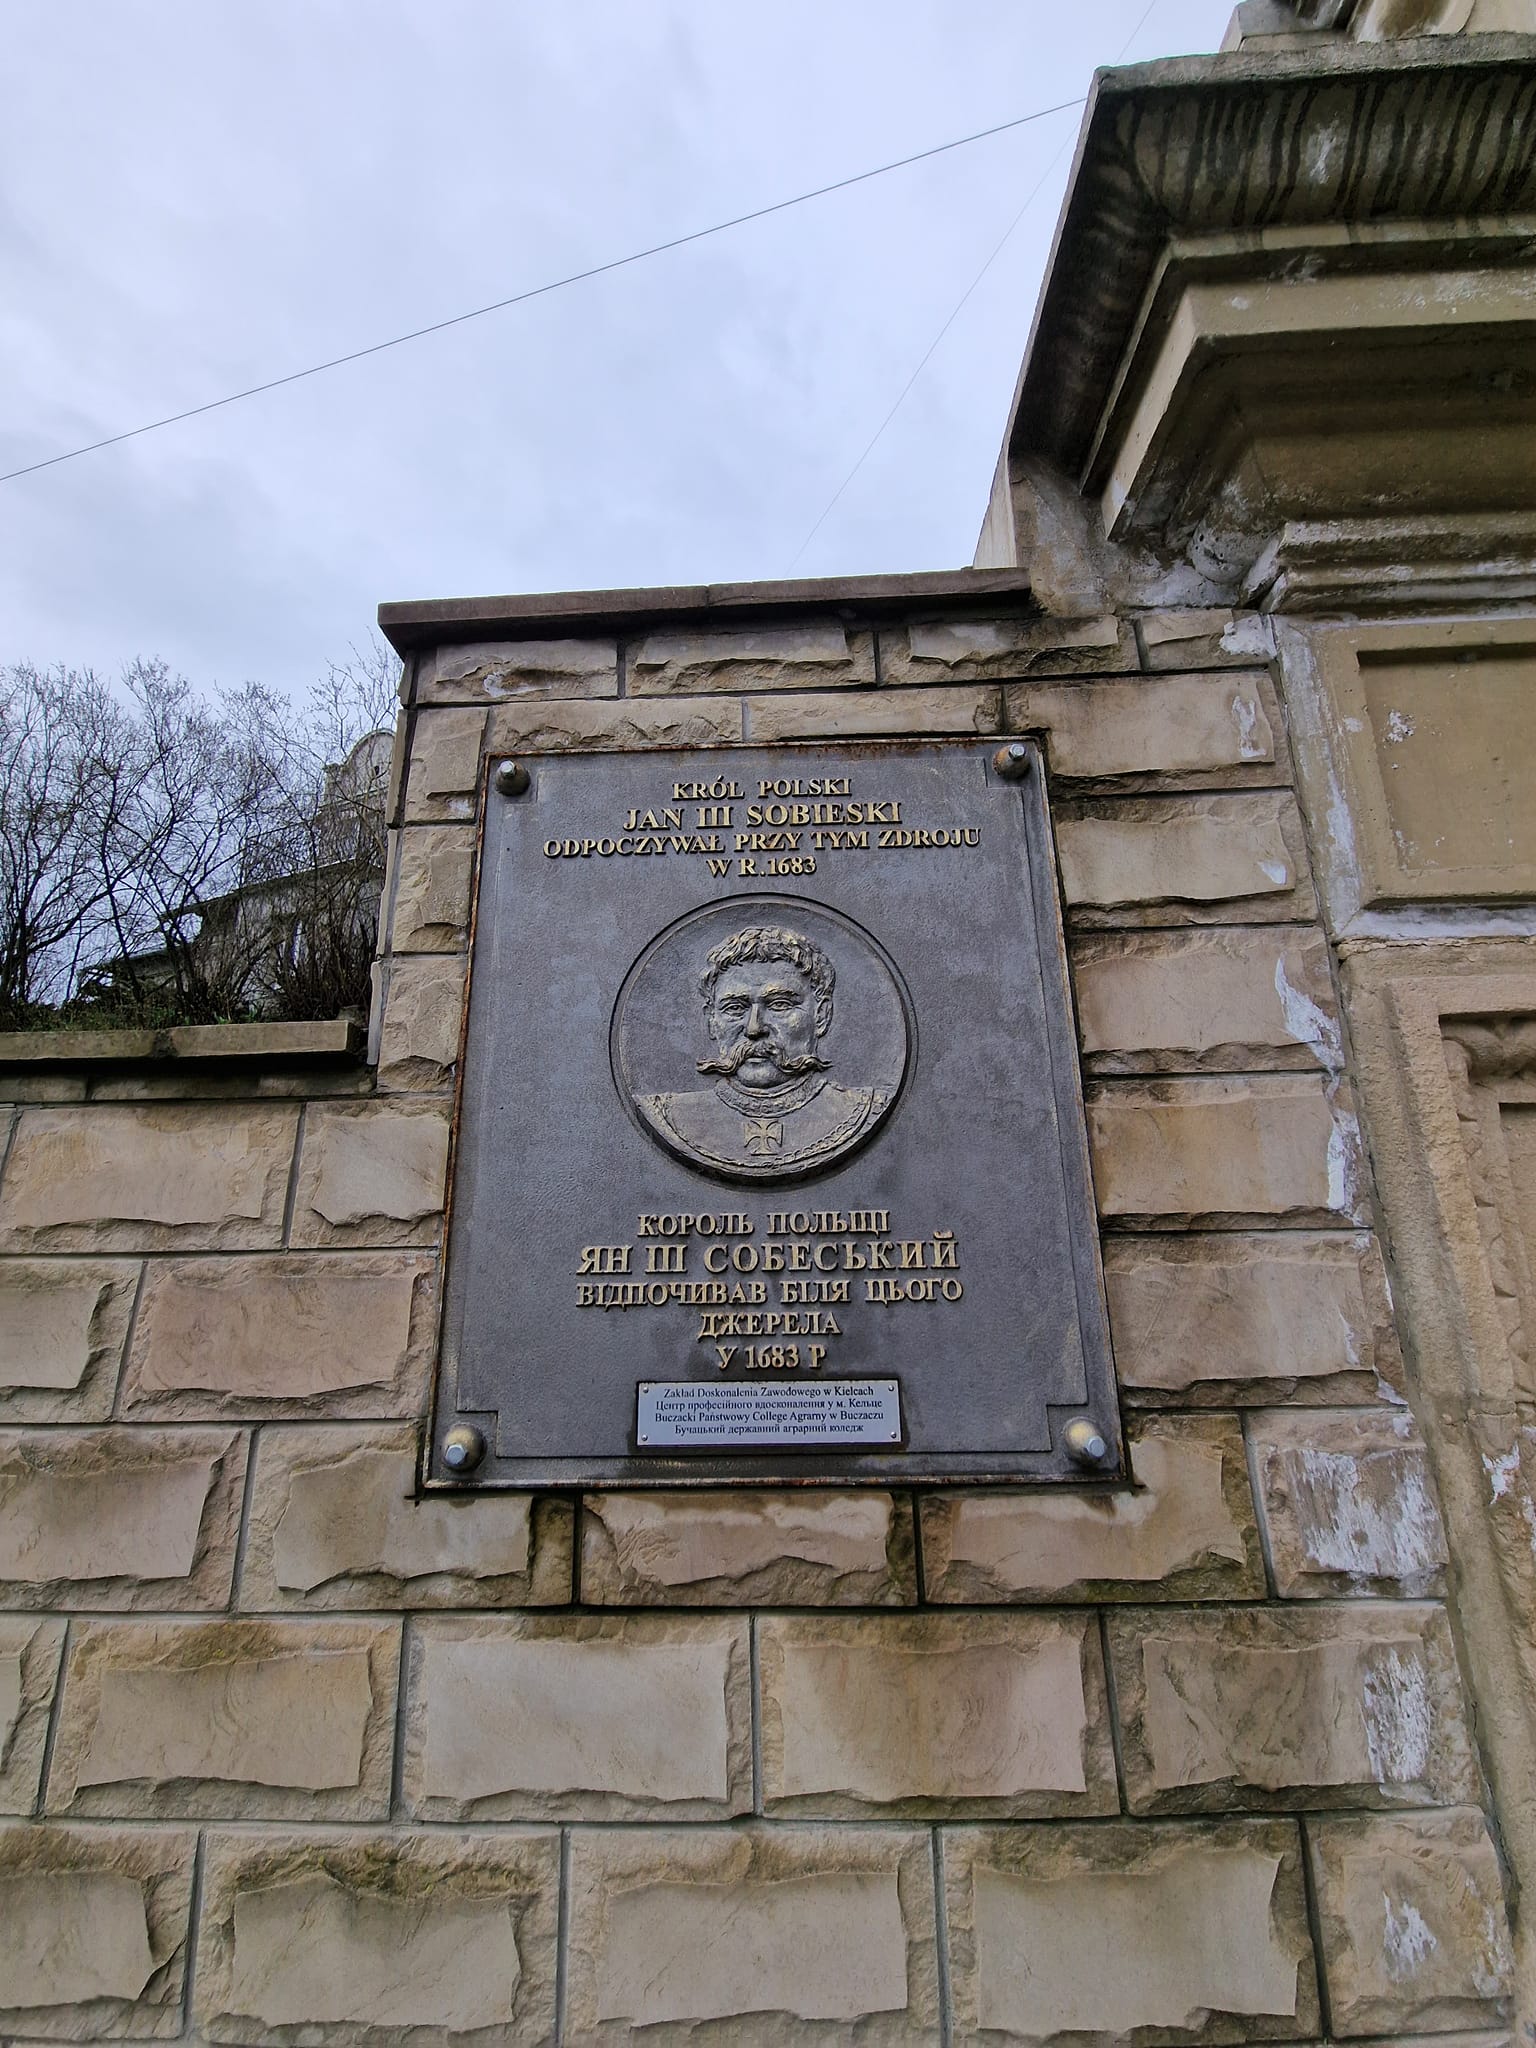 KRÓL POLSKI
JAN III SOBIESKI
ODPOCZYWAŁ PRZY TYM ZDROJU
W R.1683
КОРОЛЬ ПОЛЬЩІ
ЯН III СОБЕСЬКИЙ
ВІДПОЧИВАВ БІЛЯ ЦЬОГО
ДЖЕРЕЛА
У 1683 Р
Zakład Doskonalenia Zawodowego w Kielcach
Центр професійного вдосконалення у м. Кельце
Buczacki Państwowy College Agrarny w Buczaczu
Бучацький державний аграрний коледж